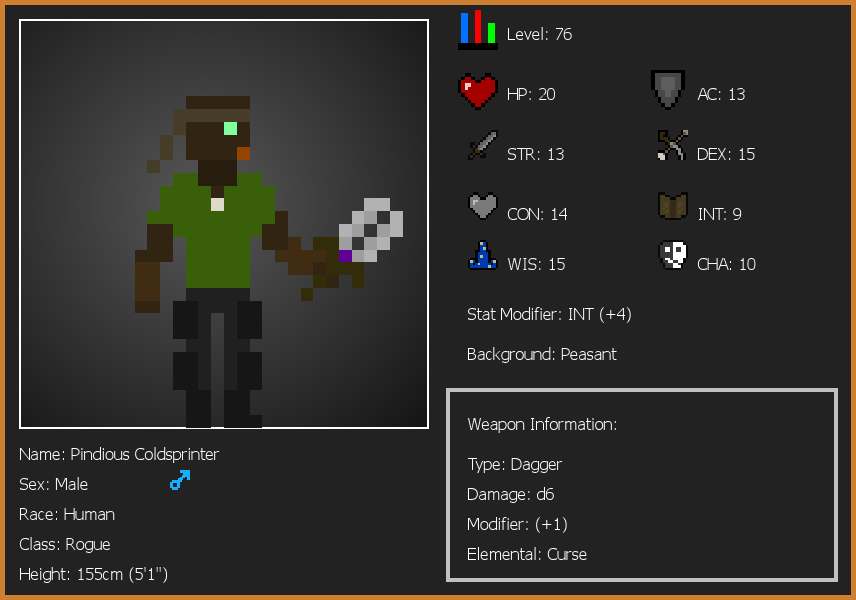 Level: 76
HP: 20
AC: 13
STR: 13
DEX: 15
CON: 14
INT: 9
WIS: 15
CHA: 10
Stat Modifier: INT (+4)
Background: Peasant
Weapon Information:
Type: Dagger
Damage: d6
Modifier: (+1)
Elemental: Curse
Name: Pindious Coldsprinter
Sex: Male
Race: Human
Class: Rogue
Height: 155cm (5'1")